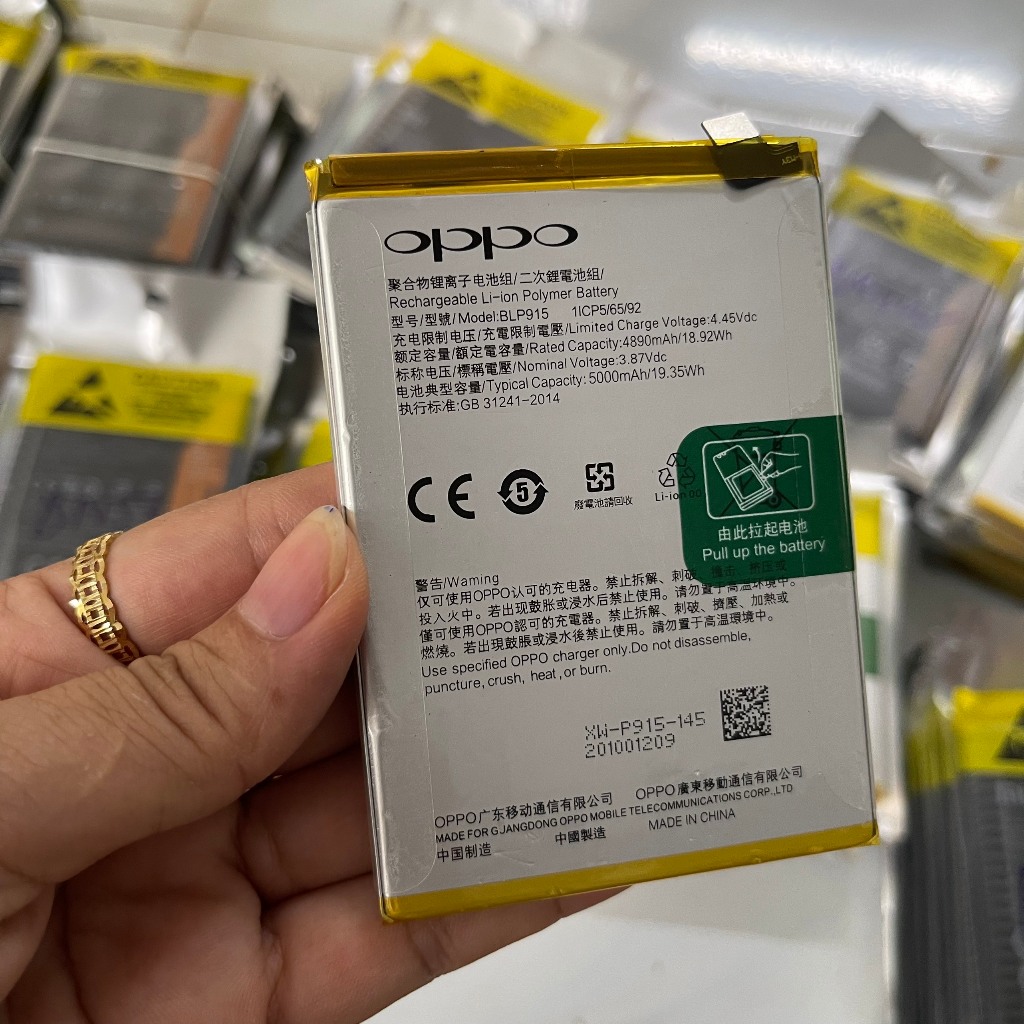 oppo
聚合物锂离子电池组/二次鋰電池組/
Rechargeable Li-ion Polymer Battery
型号/型號/Model:BLP915 1ICP5/65/92
充电限制电压/充電限制電壓/Limited Charge Voltage:4.45Vdc
额定容量/額定電容量/Rated Capacity:4890mAh/18.92Wh
标称电压/標稱電壓/Nominal Voltage:3.87Vdc
电池典型容量/Typical Capacity:5000mAh/19.35Wh
执行标准:GB 31241-2014
CE
5
廢電池請回收
Li-ion 00
由此拉起电池
Pull up the battery
警告/Waming
仅可使用OPPO认可的充电器。禁止拆解、刺破、撞击、挤压或
投入火中。若出现鼓胀或浸水后禁止使用。请勿置于高温环境中。
僅可使用OPPO認可的充電器。禁止拆解、刺破、擠壓、加熱或
燃燒。若出現鼓脹或浸水後禁止使用。請勿置于高溫環境中。
Use specified OPPO charger only.Do not disassemble,
puncture, crush, heat, or burn.
XW-P915-145
201001209
OPPO广东移动通信有限公司 OPPO廣東移動通信有限公司
MADE FOR GJANGDONG OPPO MOBILE TELECOMMUNICATIONS CORP.,LTD
中国制造 中國製造 MADE IN CHINA